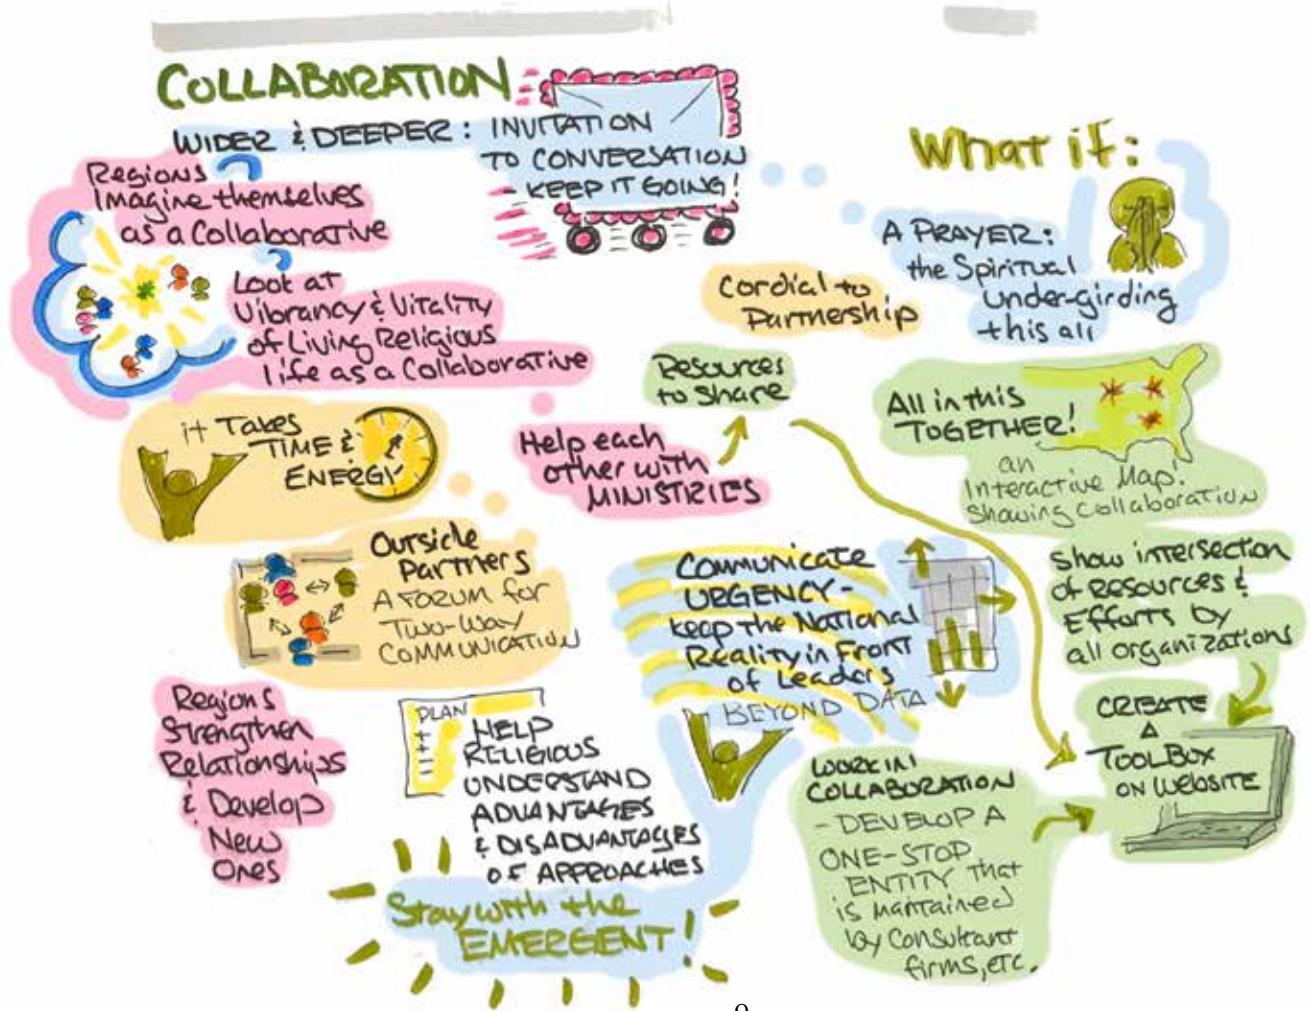 COLLABORATION
WIDER & DEEPER: INVITATION
TO CONVERSATION
- KEEP IT GOING!
Regions
Imagine themselves
as a Collaborative
Look at
Vibrancy & Vitality
of Living Religious
life as a Collaborative
What if:
A PRAYER:
the Spiritual
under-girding
this all
Cordial to
Partnership
Resources
to share
All in this
TOGETHER!
an
Interactive Map!
Showing Collaboration
it TAKES
TIME &
ENERGY
Help each
other with
MINISTRIES
Outside
Partners
A FORUM for
Two-Way
COMMUNICATION
COMMUNICATE
URGENCY -
keep the National
Reality in Front
of Leaders
BEYOND DATA
Show intersection
of Resources &
Efforts by
all organizations
Regions
Strengthen
Relationships
& Develop
New
Ones
PLAN
HELP
RELIGIOUS
UNDERSTAND
ADVANTAGES
& DISADVANTAGES
OF APPROACHES
CREATE
A
TOOLBOX
ON WEBSITE
WORK IN
COLLABORATION
- DEVELOP A
ONE-STOP
ENTITY that
is maintained
by Consultant
firms, etc.
Stay with the
EMERGENT!